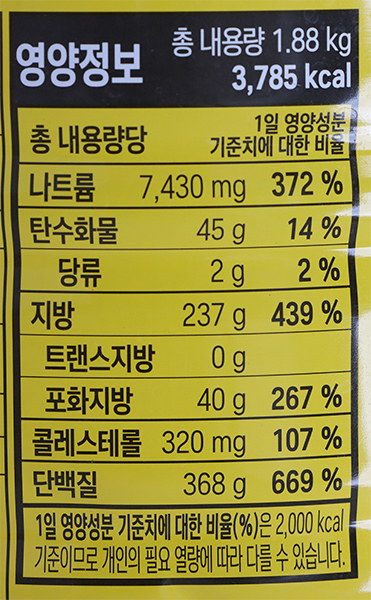 영양정보
총 내용량 1.88 kg
3,785 kcal
총 내용량당
1일 영양성분
기준치에 대한 비율
나트륨 7,430 mg 372 %
탄수화물 45 g 14 %
당류 2 g 2 %
지방 237 g 439 %
트랜스지방 0 g
포화지방 40 g 267 %
콜레스테롤 320 mg 107 %
단백질 368 g 669 %
1일 영양성분 기준치에 대한 비율(%)은 2,000 kcal
기준이므로 개인의 필요 열량에 따라 다를 수 있습니다.